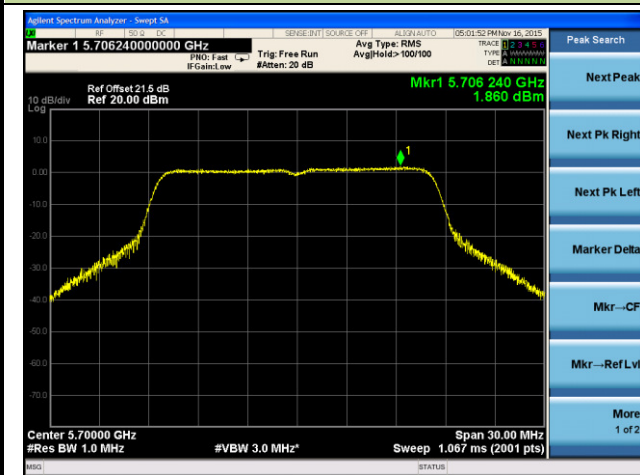 Agilent Spectrum Analyzer - Swept SA
RF 50 Ω DC SENSE:INT SOURCE OFF ALIGN AUTO 05:01:52 PM Nov 16, 2015
Marker 1 5.706240000000 GHz
PNO: Fast
IFGain:Low
Trig: Free Run
#Atten: 20 dB
Avg Type: RMS
Avg|Hold:>100/100
TRACE 1 2 3 4 5 6
TYPE A
DET A N N N N N
Peak Search
Mkr1 5.706 240 GHz
1.860 dBm
Ref Offset 21.5 dB
10 dB/div Ref 20.00 dBm
Log
10.0
0.00
-10.0
-20.0
-30.0
-40.0
-50.0
-60.0
-70.0
1
Center 5.70000 GHz Span 30.00 MHz
#Res BW 1.0 MHz #VBW 3.0 MHz* Sweep 1.067 ms (2001 pts)
MSG STATUS
Next Peak
Next Pk Right
Next Pk Left
Marker Delta
Mkr→CF
Mkr→Ref Lvl
More
1 of 2